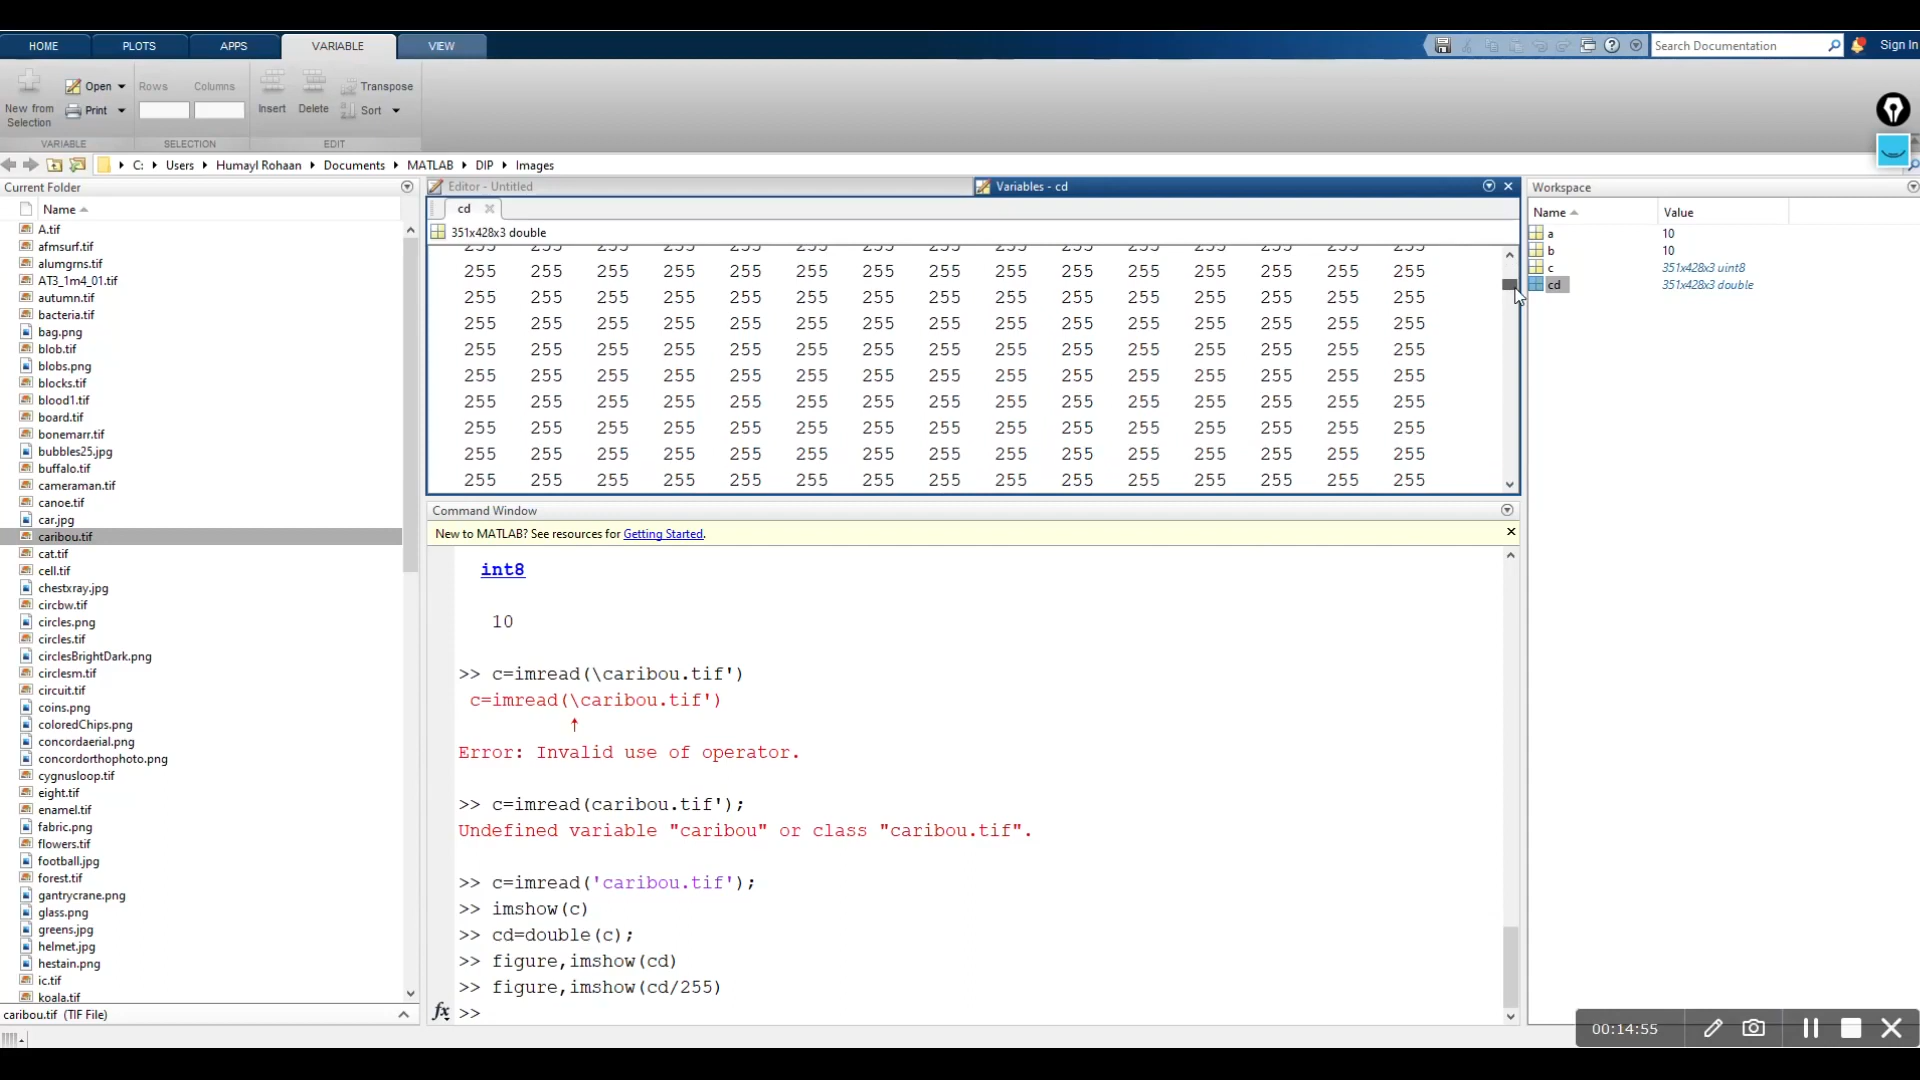 HOME PLOTS APPS VARIABLE VIEW Search Documentation Sign In
New from Selection Open Print Rows Columns Insert Delete Transpose Sort
VARIABLE SELECTION EDIT
C: Users Humayl Rohaan Documents MATLAB DIP Images
Current Folder
Name
A.tif
afmsurf.tif
alumgrns.tif
AT3_1m4_01.tif
autumn.tif
bacteria.tif
bag.png
blob.tif
blobs.png
blocks.tif
blood1.tif
board.tif
bonemarr.tif
bubbles25.jpg
buffalo.tif
cameraman.tif
canoe.tif
car.jpg
caribou.tif
cat.tif
cell.tif
chestxray.jpg
circbw.tif
circles.png
circles.tif
circlesBrightDark.png
circlesm.tif
circuit.tif
coins.png
coloredChips.png
concordaerial.png
concordorthophoto.png
cygnusloop.tif
eight.tif
enamel.tif
fabric.png
flowers.tif
football.jpg
forest.tif
gantrycrane.png
glass.png
greens.jpg
helmet.jpg
hestain.png
ic.tif
koala.tif
caribou.tif (TIF File)
Editor - Untitled Variables - cd
cd
351x428x3 double
255 255 255 255 255 255 255 255 255 255 255 255 255 255 255
255 255 255 255 255 255 255 255 255 255 255 255 255 255 255
255 255 255 255 255 255 255 255 255 255 255 255 255 255 255
255 255 255 255 255 255 255 255 255 255 255 255 255 255 255
255 255 255 255 255 255 255 255 255 255 255 255 255 255 255
255 255 255 255 255 255 255 255 255 255 255 255 255 255 255
255 255 255 255 255 255 255 255 255 255 255 255 255 255 255
255 255 255 255 255 255 255 255 255 255 255 255 255 255 255
255 255 255 255 255 255 255 255 255 255 255 255 255 255 255
255 255 255 255 255 255 255 255 255 255 255 255 255 255 255
Command Window
New to MATLAB? See resources for Getting Started.
int8
10
>> c=imread(\caribou.tif')
c=imread(\caribou.tif')
↑
Error: Invalid use of operator.
>> c=imread(caribou.tif');
Undefined variable "caribou" or class "caribou.tif".
>> c=imread('caribou.tif');
>> imshow(c)
>> cd=double(c);
>> figure,imshow(cd)
>> figure,imshow(cd/255)
fx >>
Workspace
Name Value
a 10
b 10
c 351x428x3 uint8
cd 351x428x3 double
00:14:55